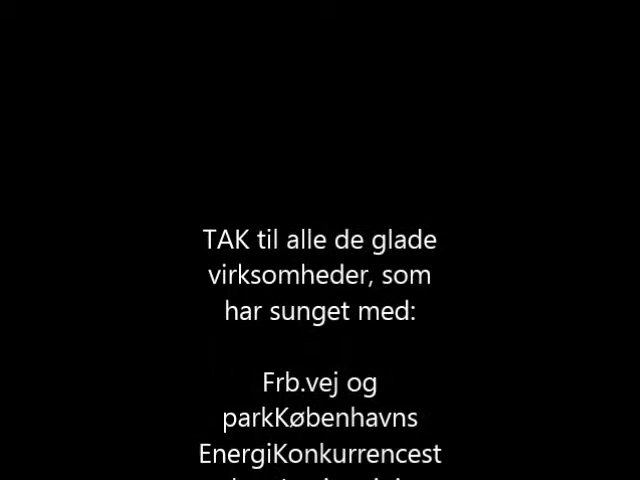 TAK til alle de glade
virksomheder, som
har sunget med:
Frb.vej og
parkKøbenhavns
EnergiKonkurrencest